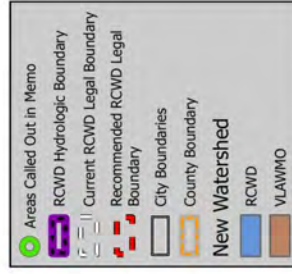 Areas Called Out in Memo
RCWD Hydrologic Boundary
Current RCWD Legal Boundary
Recommended RCWD Legal
Boundary
City Boundaries
County Boundary
New Watershed
RCWD
VLAWMO